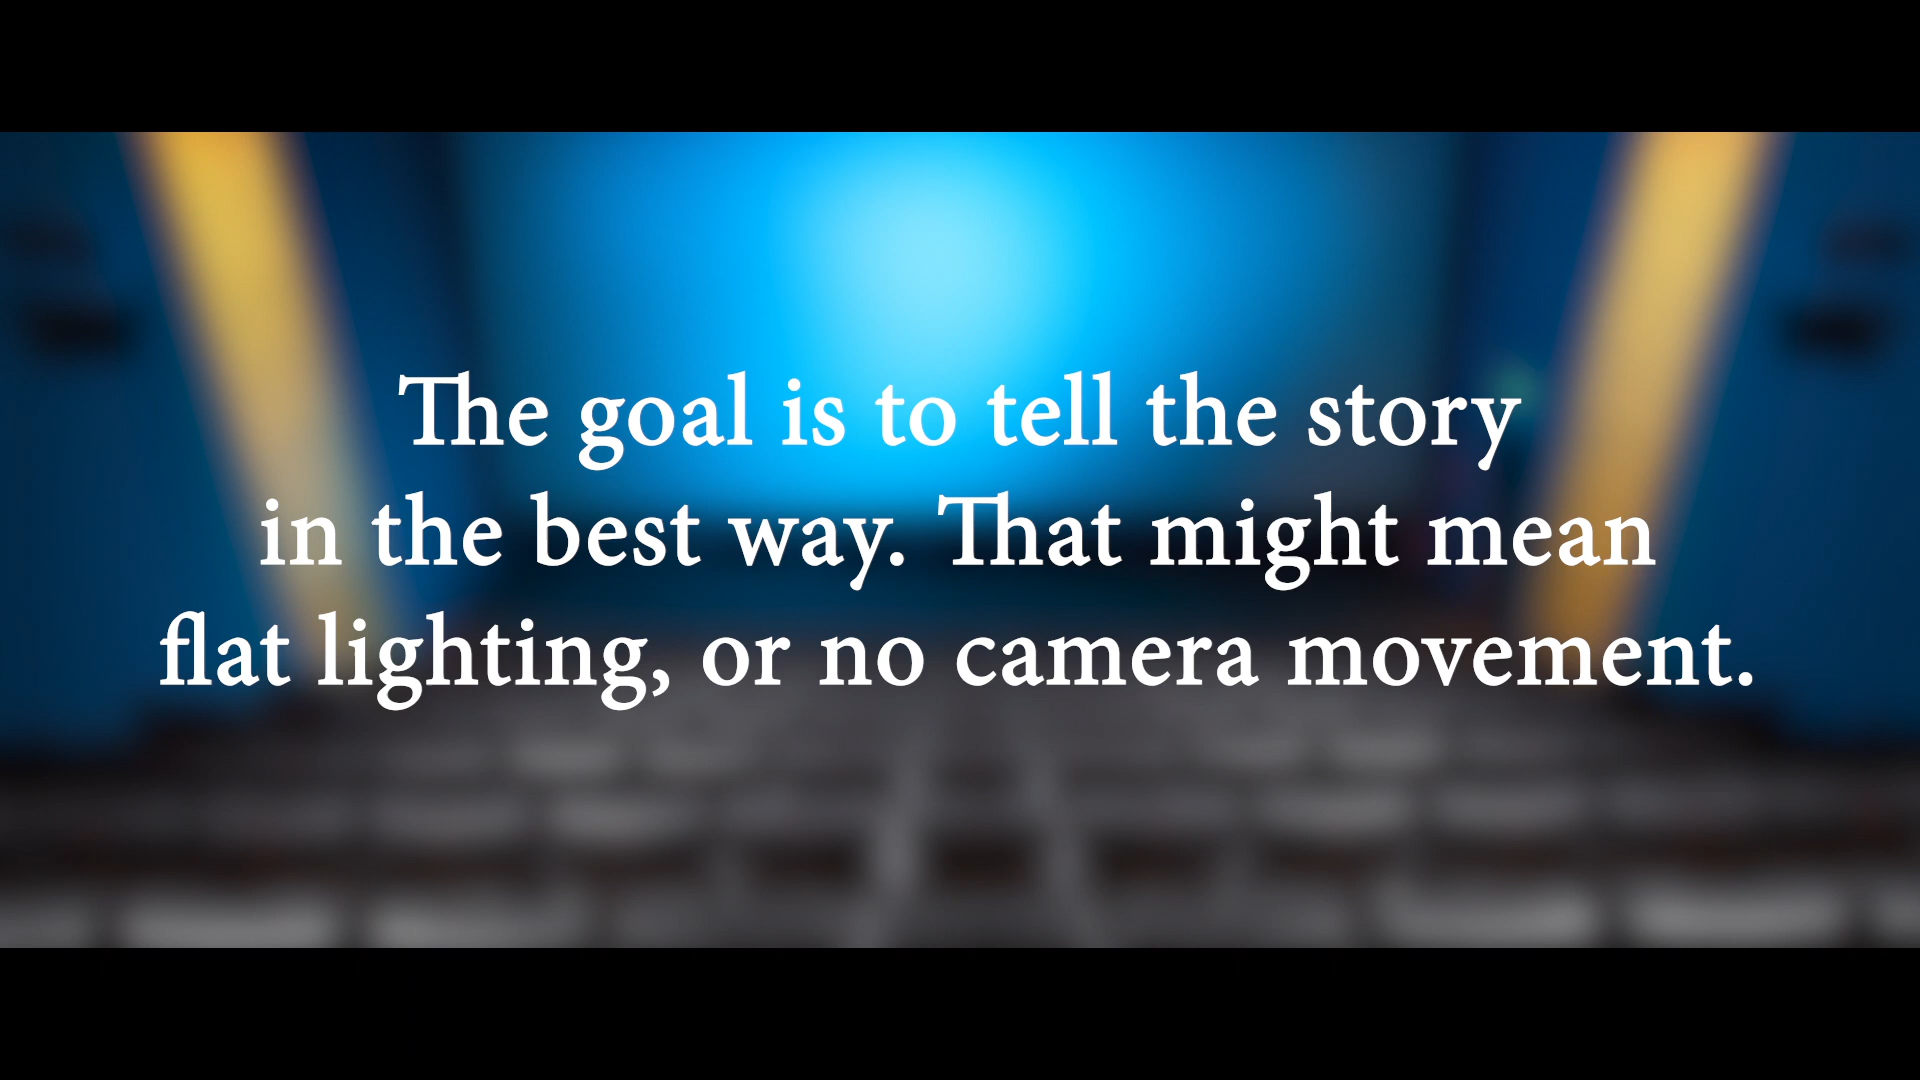 The goal is to tell the story
in the best way. That might mean
flat lighting, or no camera movement.